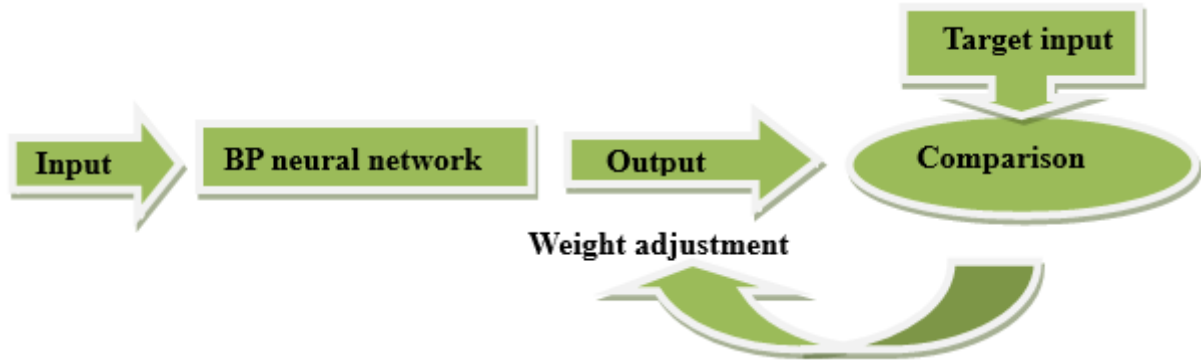 Target input
Input
BP neural network
Output
Comparison
Weight adjustment